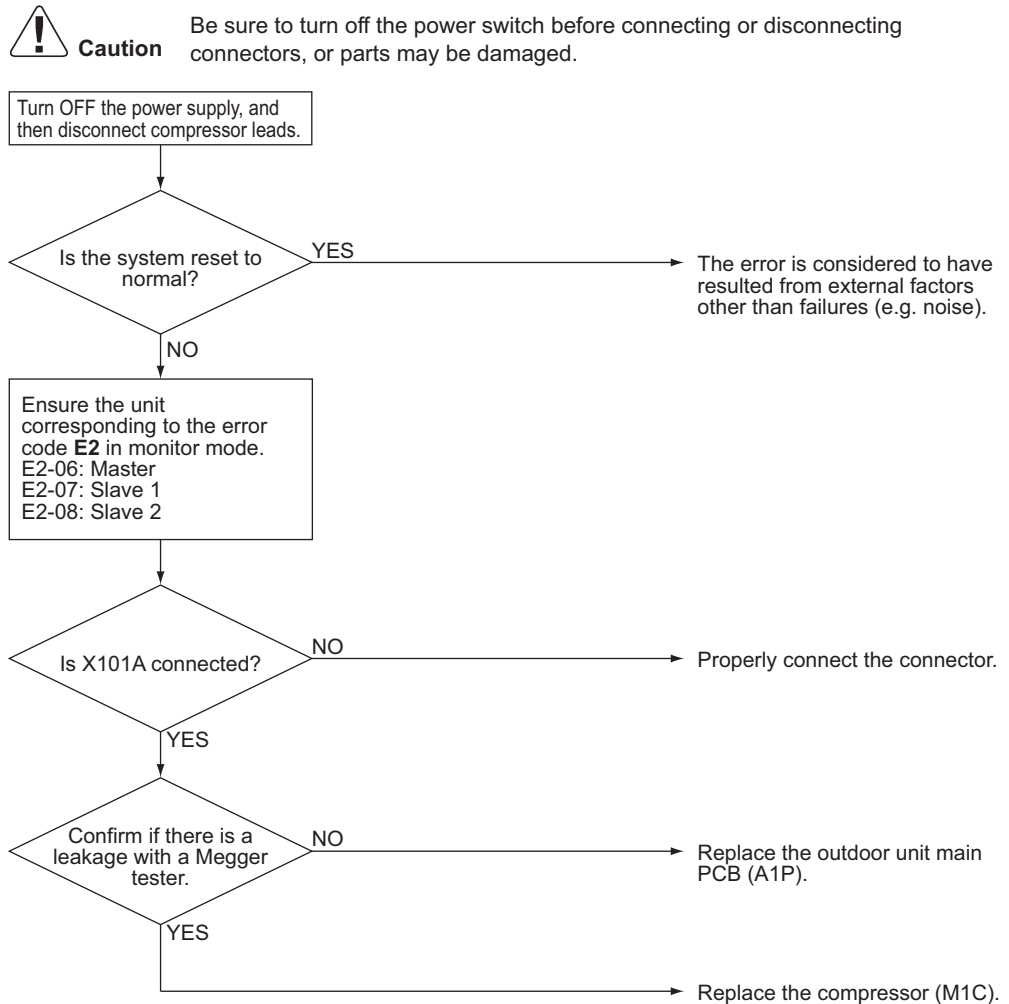 Caution
Be sure to turn off the power switch before connecting or disconnecting
connectors, or parts may be damaged.
Turn OFF the power supply, and
then disconnect compressor leads.
Is the system reset to
normal?
YES
The error is considered to have
resulted from external factors
other than failures (e.g. noise).
NO
Ensure the unit
corresponding to the error
code E2 in monitor mode.
E2-06: Master
E2-07: Slave 1
E2-08: Slave 2
Is X101A connected?
NO
Properly connect the connector.
YES
Confirm if there is a
leakage with a Megger
tester.
NO
Replace the outdoor unit main
PCB (A1P).
YES
Replace the compressor (M1C).